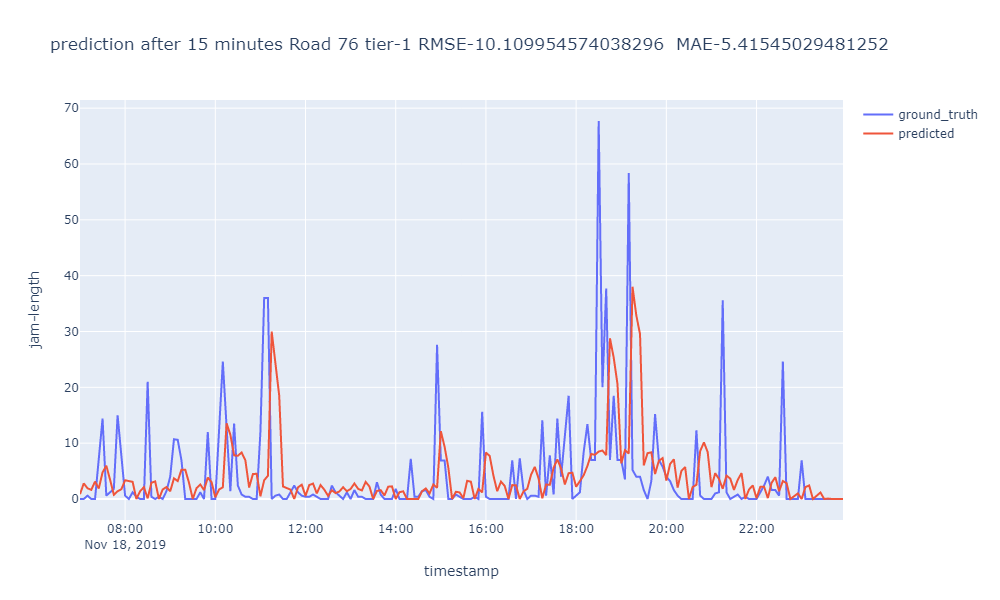 prediction after 15 minutes Road 76 tier-1 RMSE-10.109954574038296  MAE-5.41545029481252
ground_truth
predicted
jam-length
70
60
50
40
30
20
10
0
08:00 10:00 12:00 14:00 16:00 18:00 20:00 22:00
Nov 18, 2019
timestamp